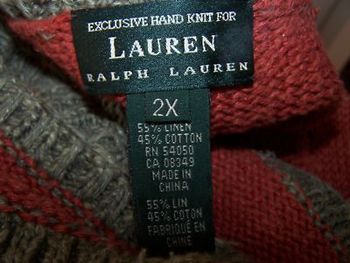 EXCLUSIVE HAND KNIT FOR
LAUREN
RALPH LAUREN
2X
55% LINEN
45% COTTON
RN 54050
CA 08349
MADE IN
CHINA
55% LIN
45% COTON
FABRIQUÉ EN
CHINE